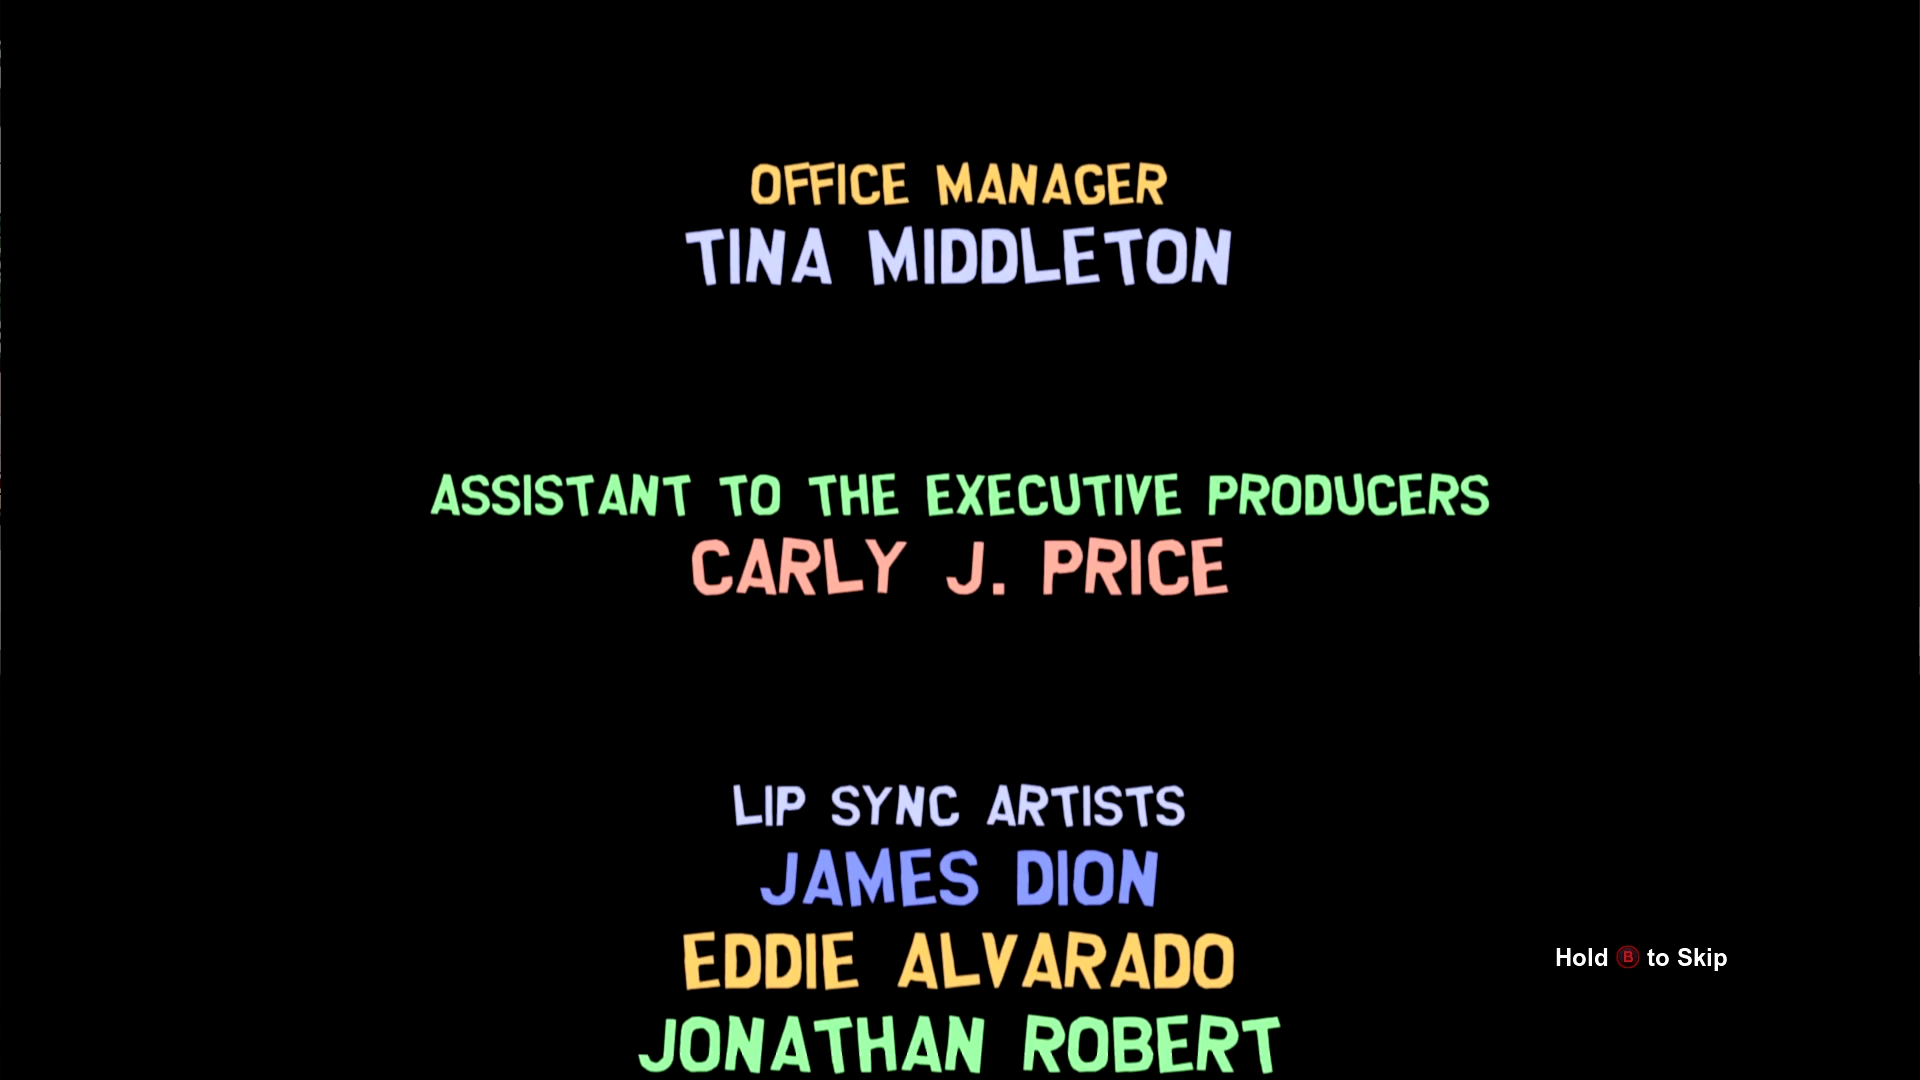 OFFICE MANAGER
TINA MIDDLETON
ASSISTANT TO THE EXECUTIVE PRODUCERS
CARLY J. PRICE
LIP SYNC ARTISTS
JAMES DION
EDDIE ALVARADO
Hold B to Skip
JONATHAN ROBERT